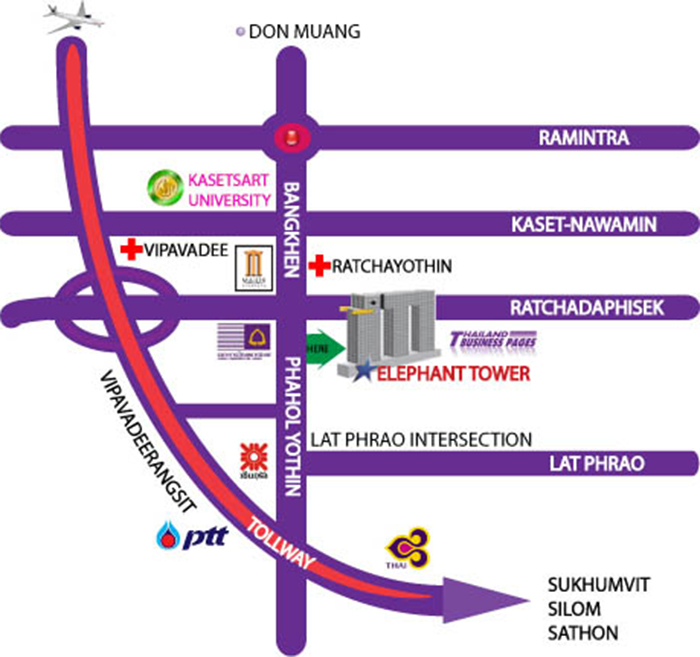 DON MUANG
RAMINTRA
KASETSART
UNIVERSITY
BANGKHEN
KASET-NAWAMIN
VIPAVADEE
RATCHAYOTHIN
RATCHADAPHISEK
HERE
THAILAND
BUSINESS PAGES
ELEPHANT TOWER
PHAHOL YOTHIN
VIPAVADEERANGSIT
LAT PHRAO INTERSECTION
LAT PHRAO
ptt
TOLLWAY
THAI
SUKHUMVIT
SILOM
SATHON